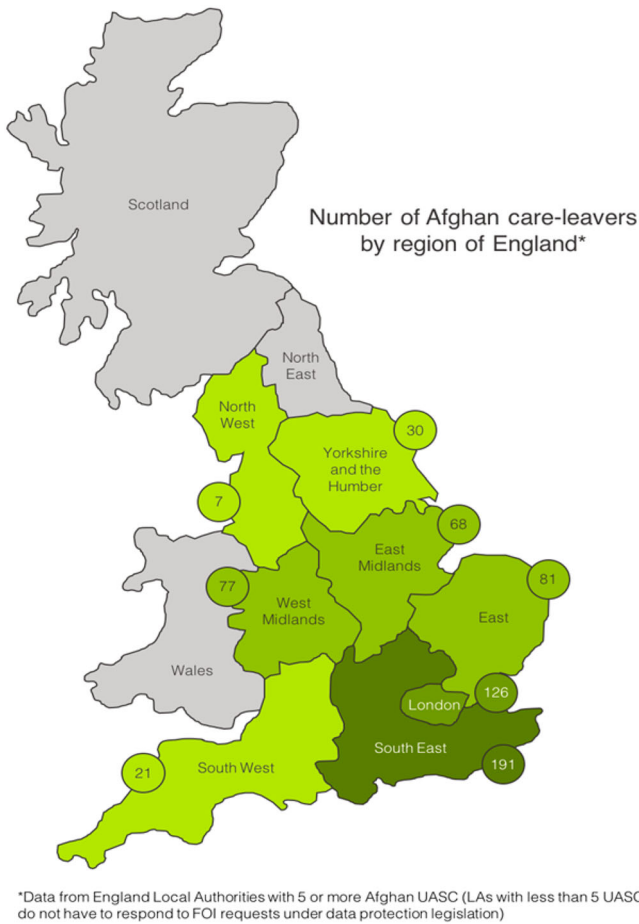 Scotland
Number of Afghan care-leavers
by region of England*
North
East
North
West
30
Yorkshire
and the
Humber
7
68
East
Midlands
77
81
West
Midlands
East
Wales
126
London
South East
191
21
South West
*Data from England Local Authorities with 5 or more Afghan UASC (LAs with less than 5 UASC
do not have to respond to FOI requests under data protection legislation)